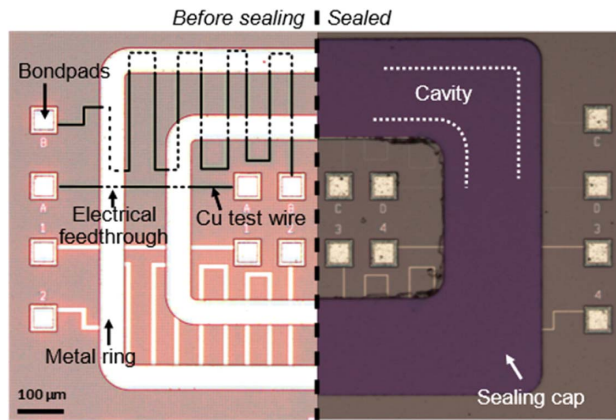 Before sealing Sealed
Bondpads
Cavity
B
C
A
A
B
C
D
D
Electrical
feedthrough
Cu test wire
1
1
2
3
4
3
2
4
Metal ring
100 µm
Sealing cap